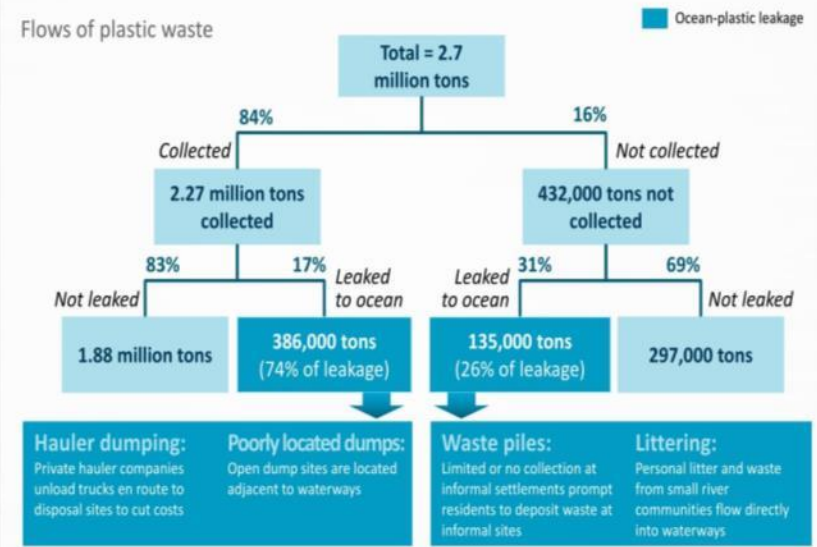 Flows of plastic waste
Ocean-plastic leakage
Total = 2.7
million tons
84%
16%
Collected
Not collected
2.27 million tons
collected
432,000 tons not
collected
83%
17%
31%
69%
Not leaked
Leaked
to ocean
Leaked
to ocean
Not leaked
1.88 million tons
386,000 tons
(74% of leakage)
135,000 tons
(26% of leakage)
297,000 tons
Hauler dumping:
Private hauler companies
unload trucks en route to
disposal sites to cut costs
Poorly located dumps:
Open dump sites are located
adjacent to waterways
Waste piles:
Limited or no collection at
informal settlements prompt
residents to deposit waste at
informal sites
Littering:
Personal litter and waste
from small river
communities flow directly
into waterways